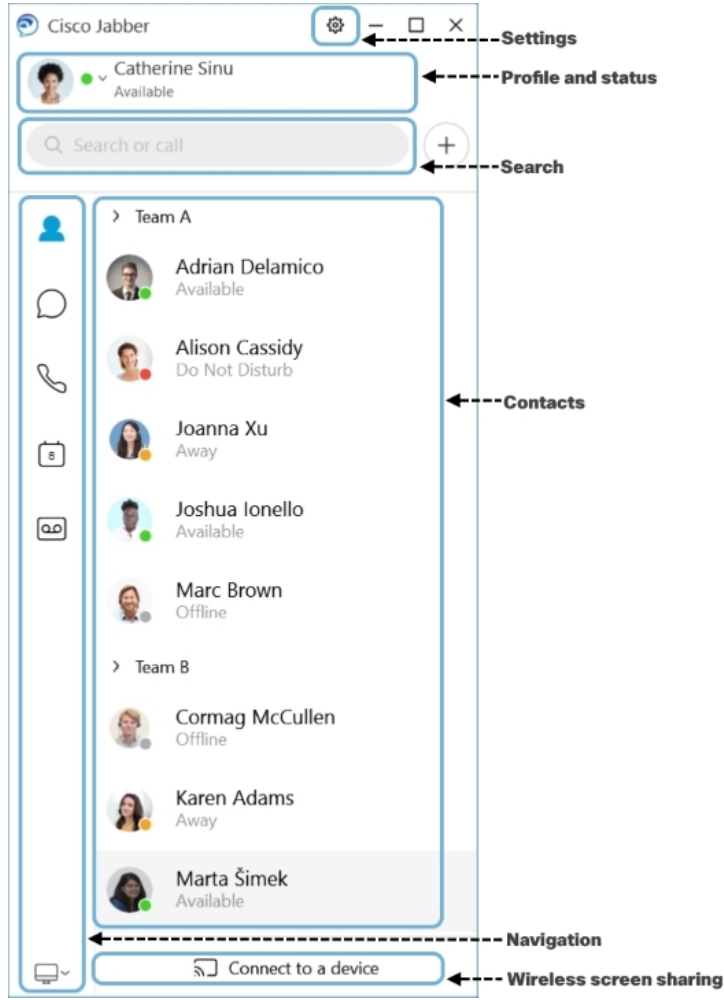 Cisco Jabber
Settings
Catherine Sinu
Available
Profile and status
Search or call
Search
Team A
Adrian Delamico
Available
Alison Cassidy
Do Not Disturb
Contacts
Joanna Xu
Away
8
Joshua Ionello
Available
Marc Brown
Offline
Team B
Cormag McCullen
Offline
Karen Adams
Away
Marta Šimek
Available
Navigation
Connect to a device
Wireless screen sharing